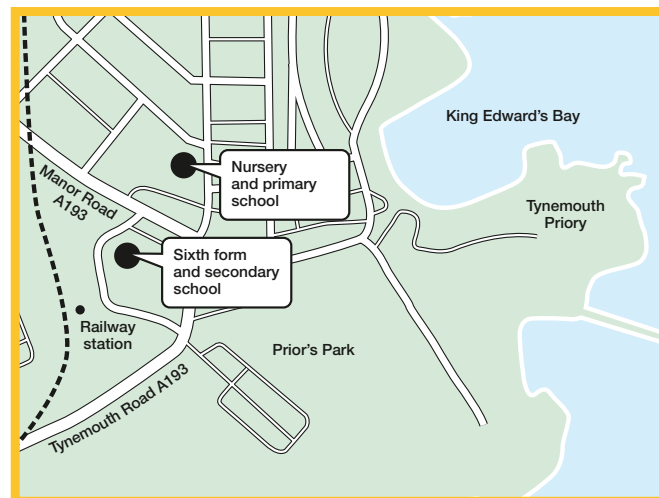 King Edward's Bay
Nursery
and primary
school
Manor Road
A193
Tynemouth
Priory
Sixth form
and secondary
school
Railway
station
Prior's Park
Tynemouth Road A193